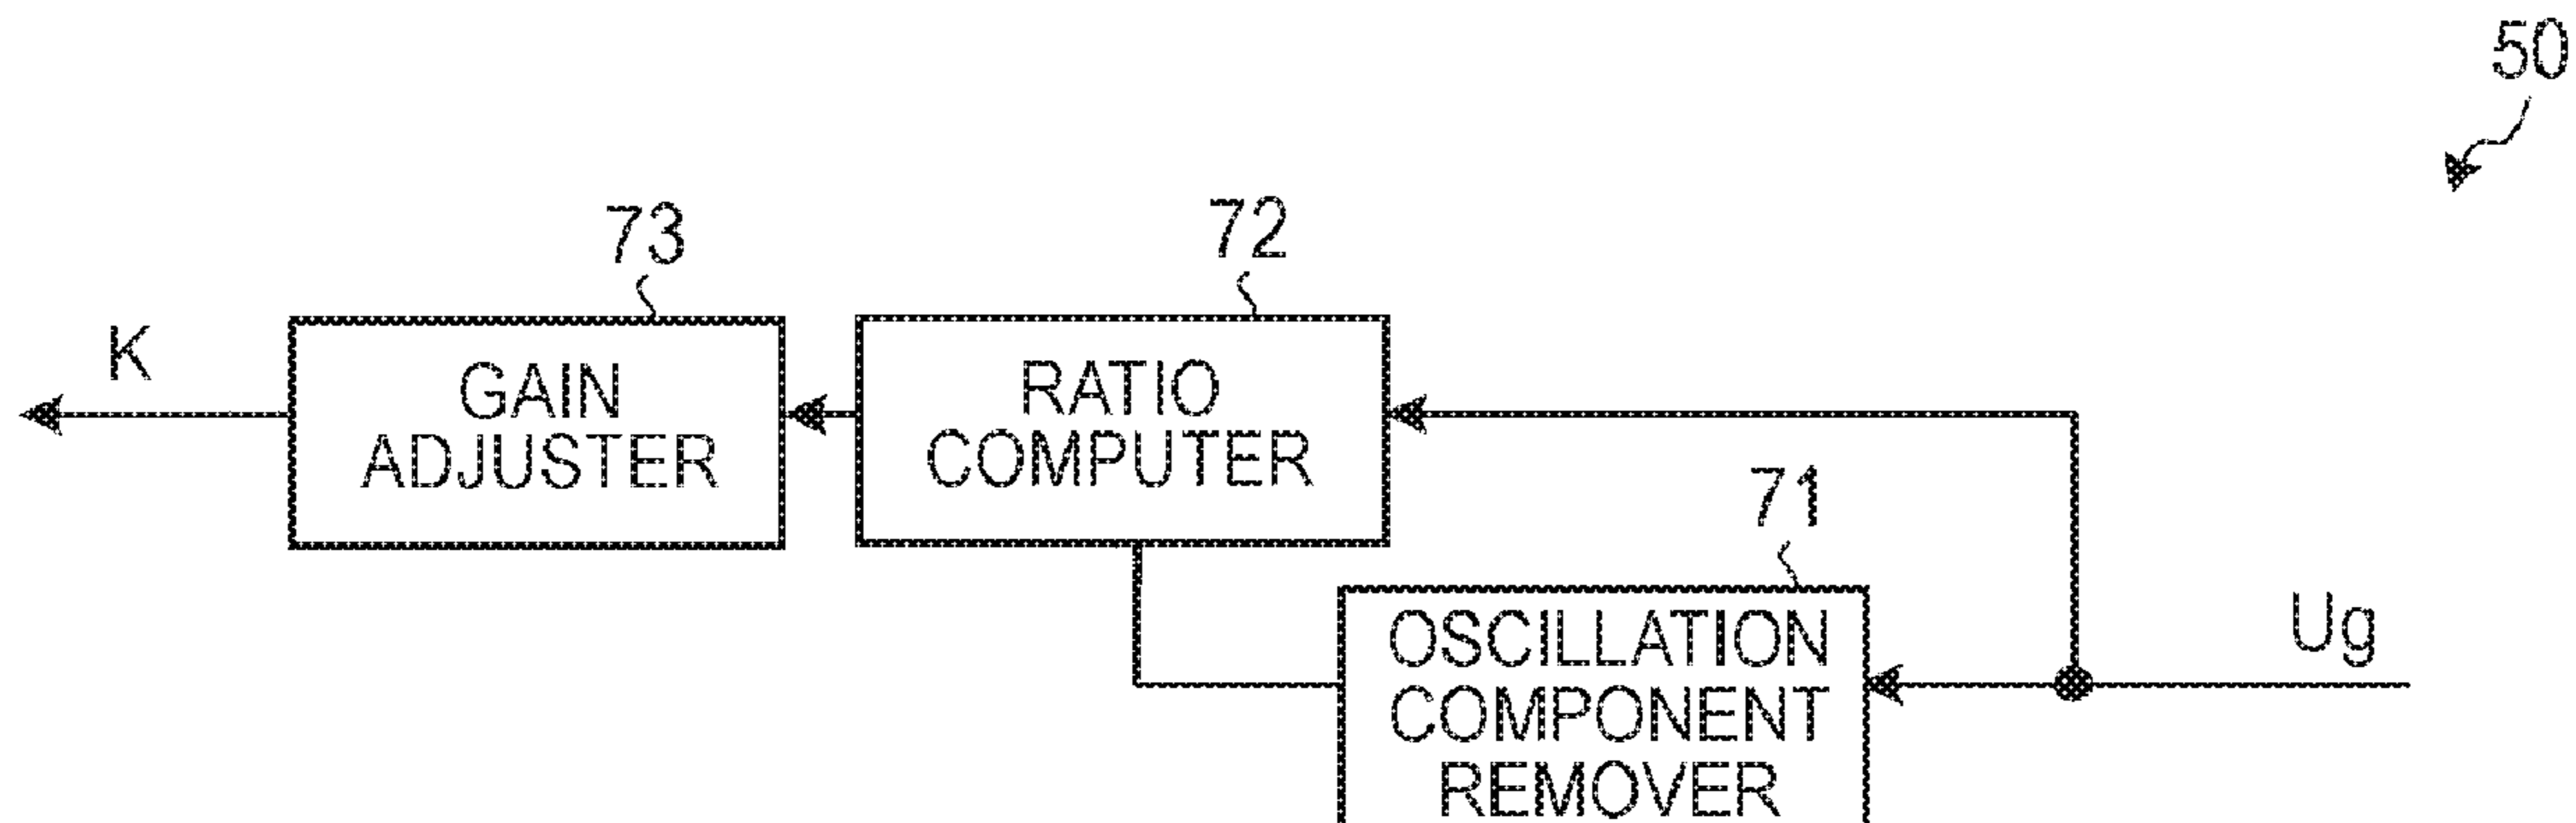 50
73
72
K
GAIN
ADJUSTER
RATIO
COMPUTER
71
OSCILLATION
COMPONENT
REMOVER
Ug